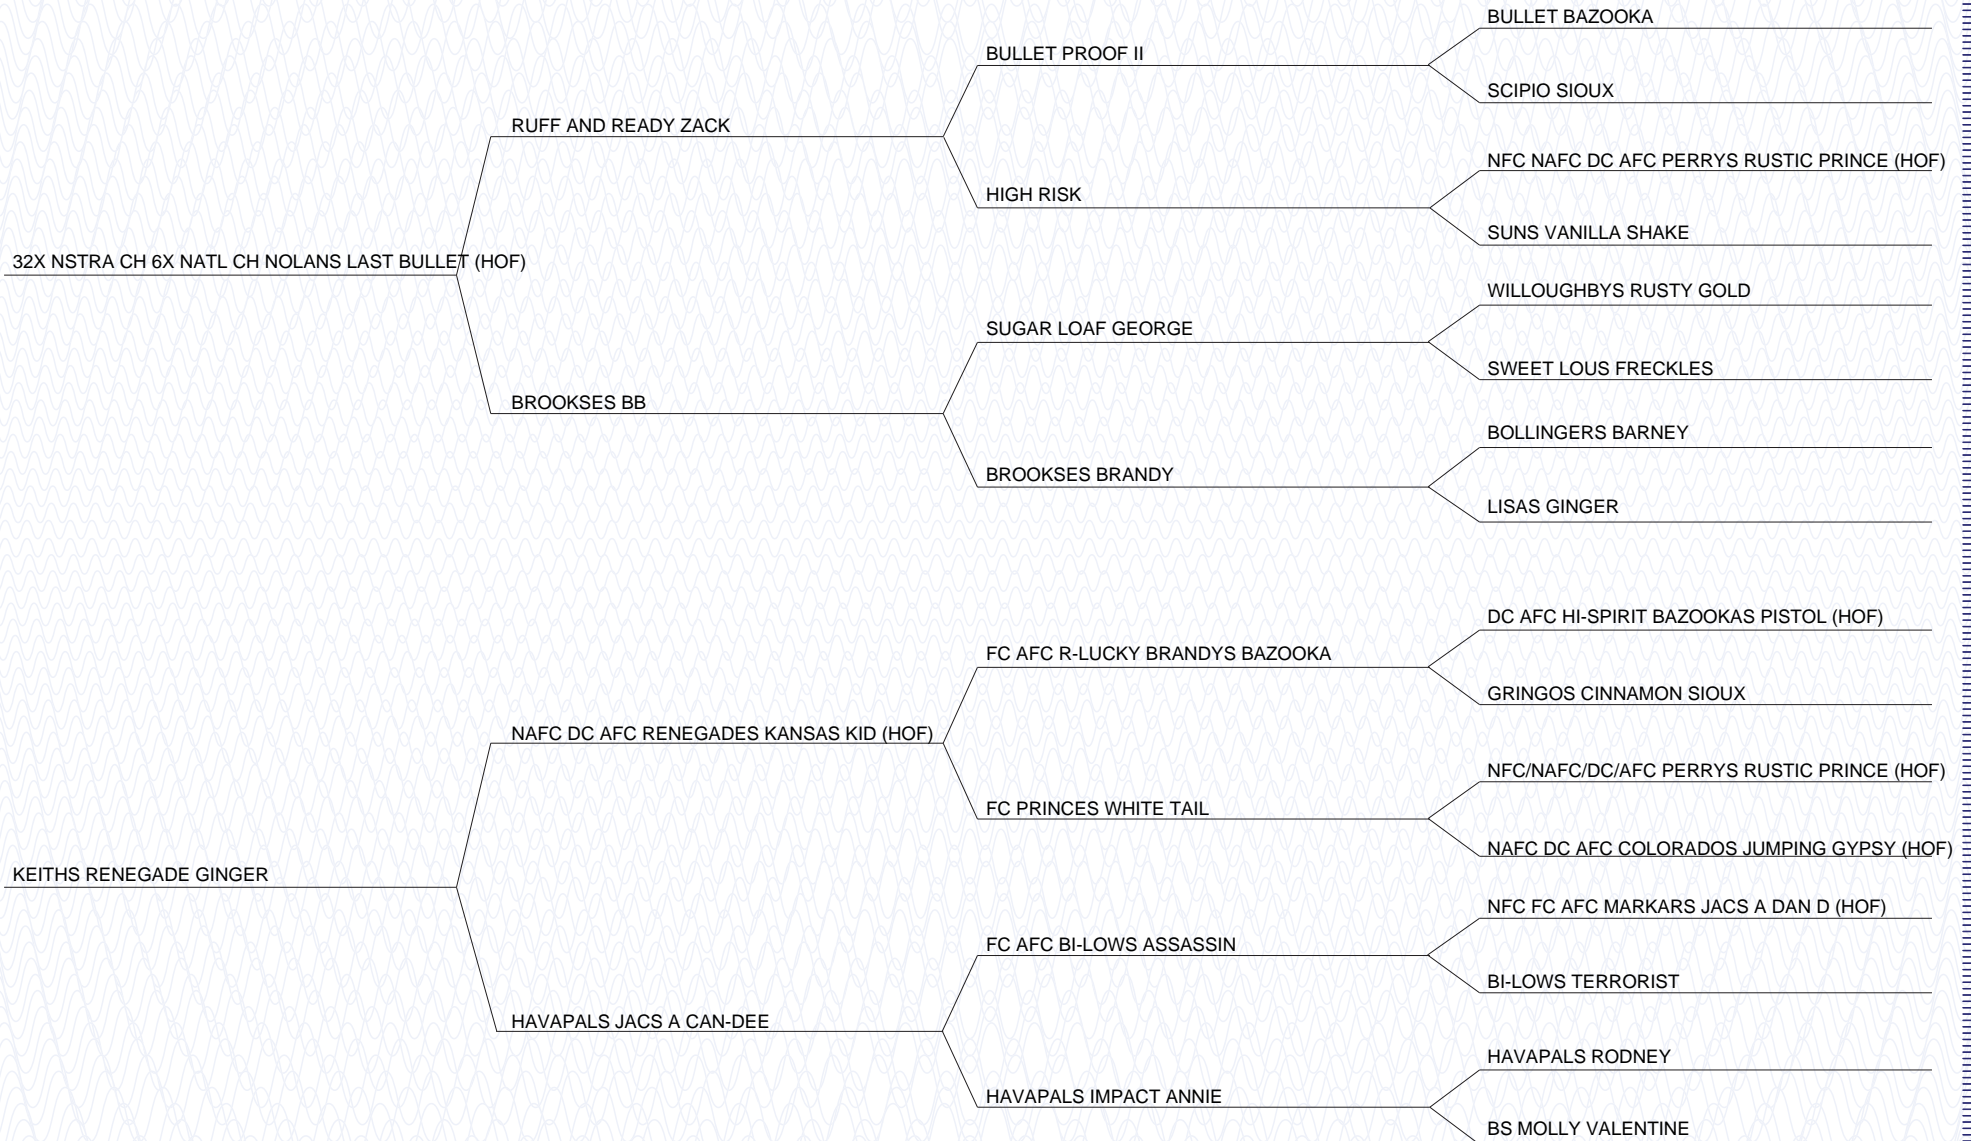 BULLET BAZOOKA
BULLET PROOF II
SCIPIO SIOUX
RUFF AND READY ZACK
NFC NAFC DC AFC PERRYS RUSTIC PRINCE (HOF)
HIGH RISK
SUNS VANILLA SHAKE
32X NSTRA CH 6X NATL CH NOLANS LAST BULLET (HOF)
WILLOUGHBYS RUSTY GOLD
SUGAR LOAF GEORGE
SWEET LOUS FRECKLES
BROOKSES BB
BOLLINGERS BARNEY
BROOKSES BRANDY
LISAS GINGER
DC AFC HI-SPIRIT BAZOOKAS PISTOL (HOF)
FC AFC R-LUCKY BRANDYS BAZOOKA
GRINGOS CINNAMON SIOUX
NAFC DC AFC RENEGADES KANSAS KID (HOF)
NFC/NAFC/DC/AFC PERRYS RUSTIC PRINCE (HOF)
FC PRINCES WHITE TAIL
NAFC DC AFC COLORADOS JUMPING GYPSY (HOF)
KEITHS RENEGADE GINGER
NFC FC AFC MARKARS JACS A DAN D (HOF)
FC AFC BI-LOWS ASSASSIN
BI-LOWS TERRORIST
HAVAPALS JACS A CAN-DEE
HAVAPALS RODNEY
HAVAPALS IMPACT ANNIE
BS MOLLY VALENTINE